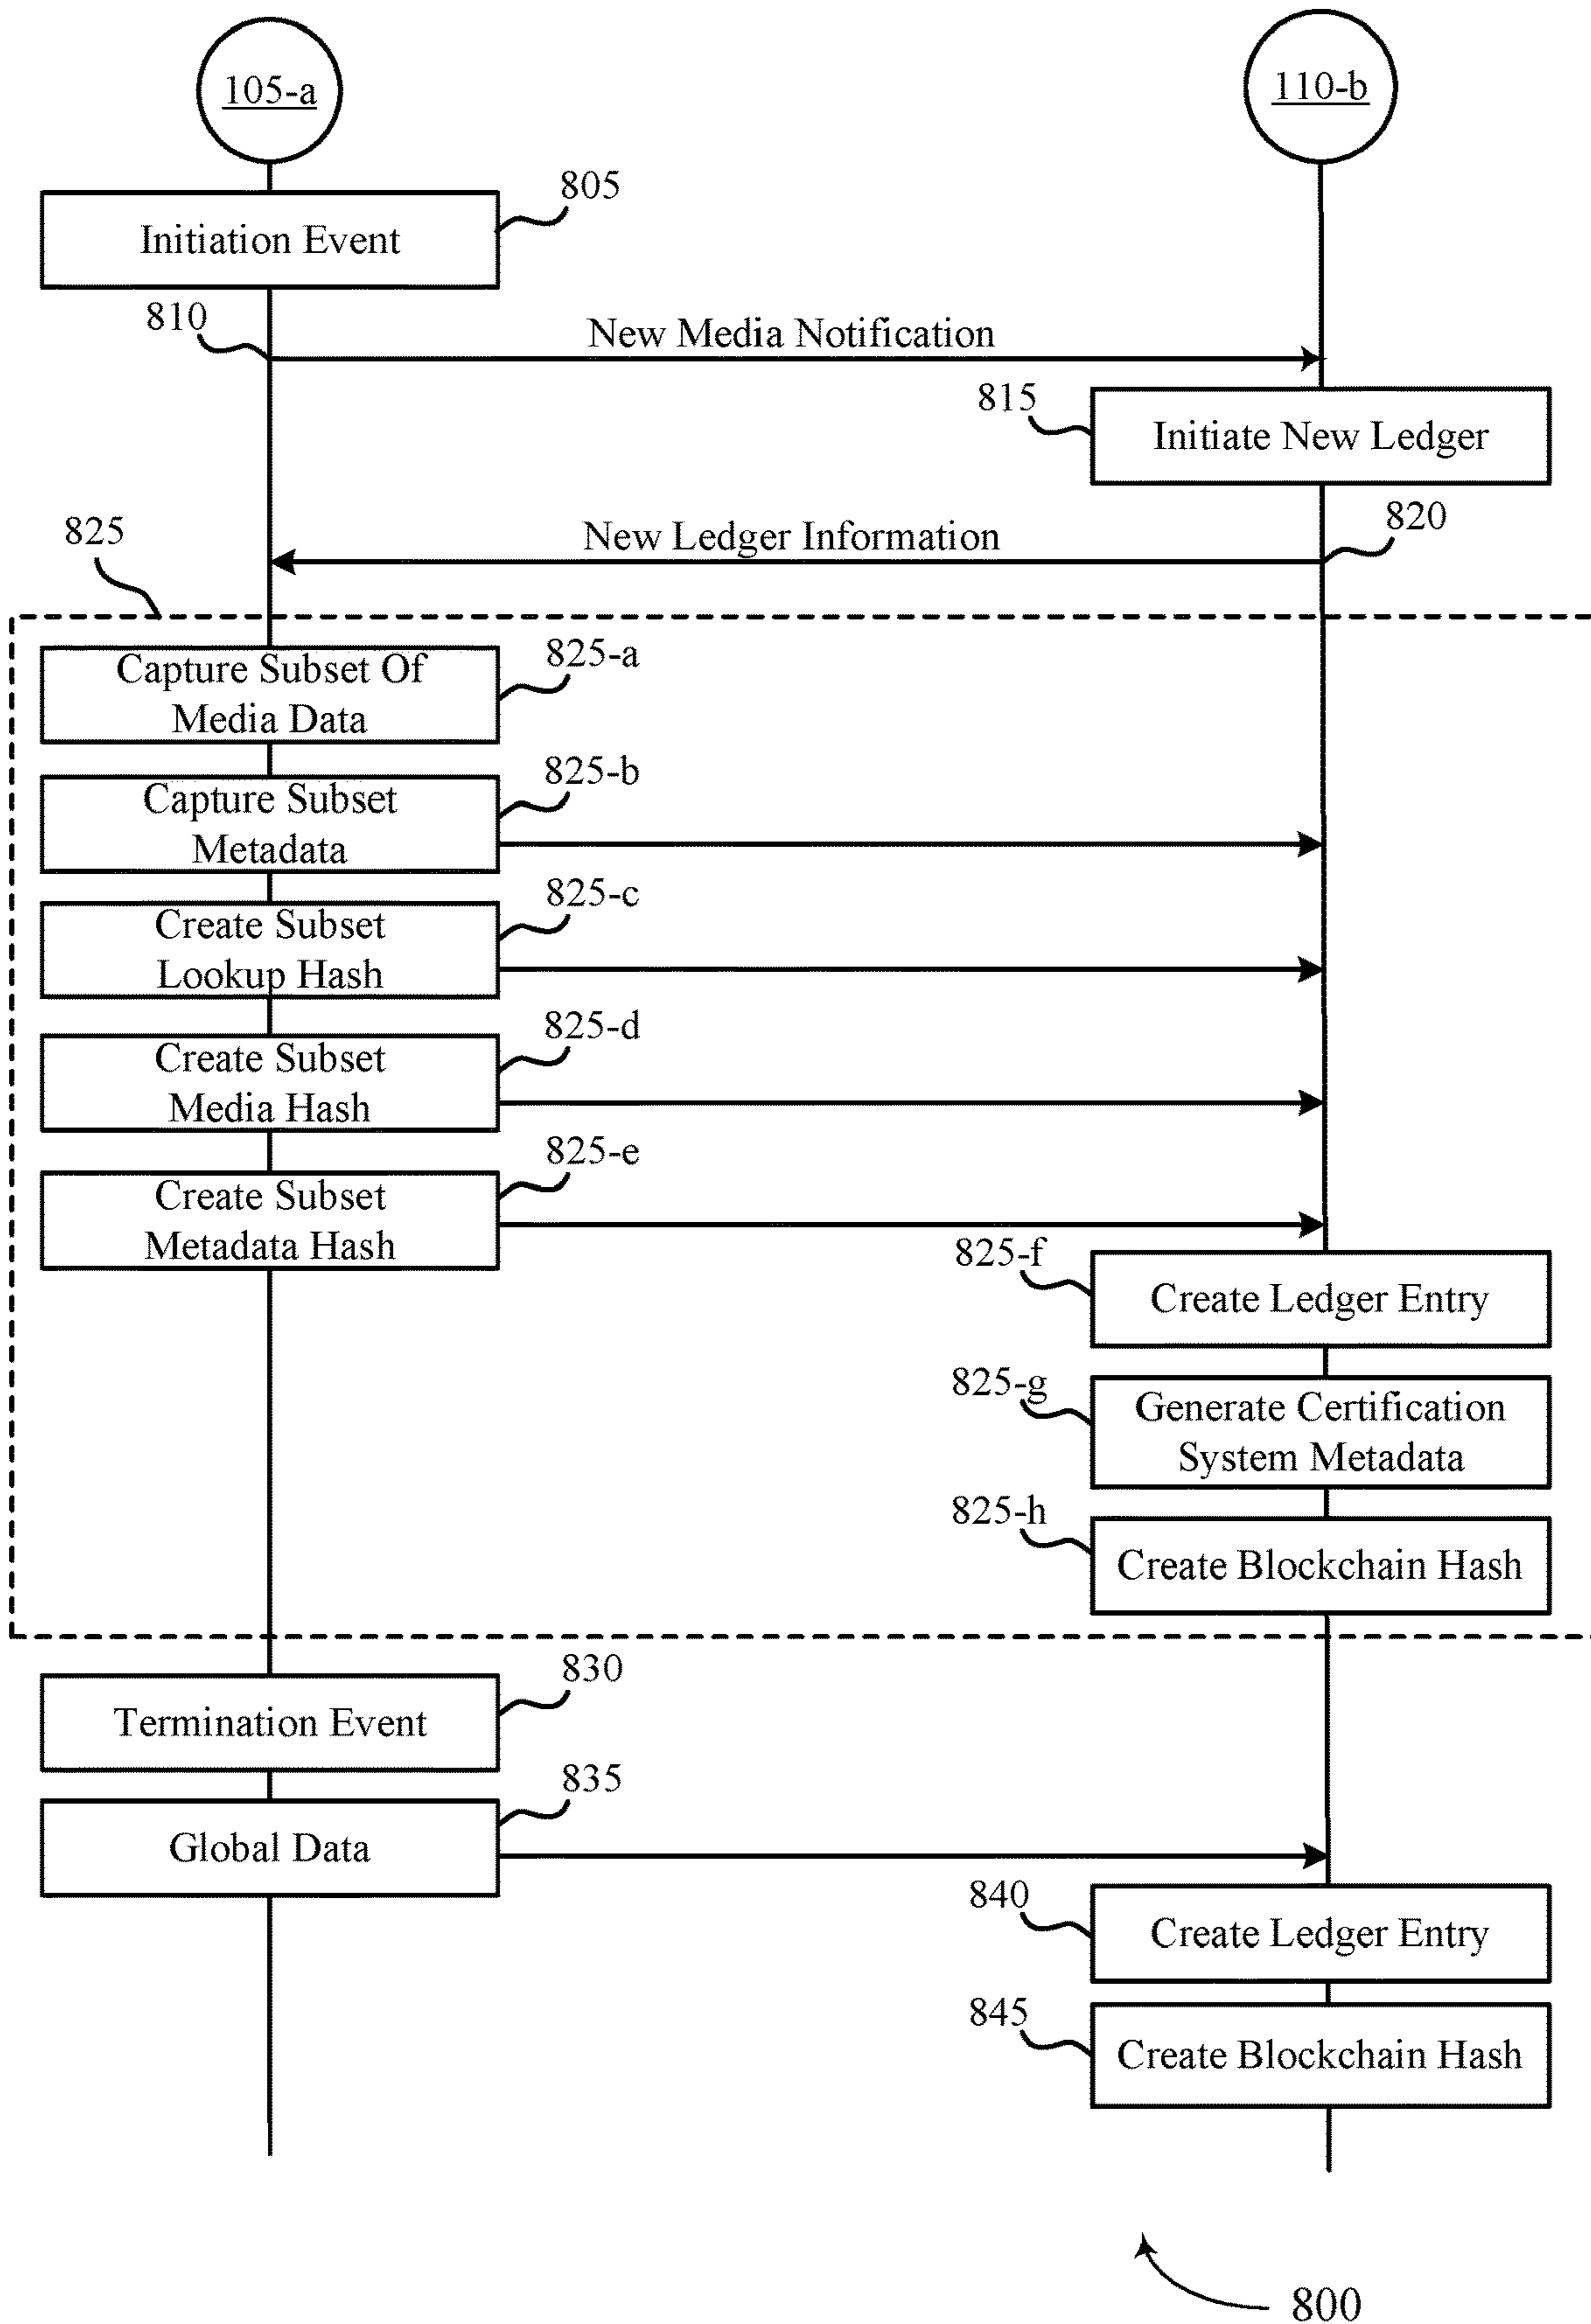 105-a
110-b
805
Initiation Event
810
New Media Notification
815
Initiate New Ledger
825
New Ledger Information
820
Capture Subset Of
Media Data
825-a
Capture Subset
Metadata
825-b
Create Subset
Lookup Hash
825-c
Create Subset
Media Hash
825-d
Create Subset
Metadata Hash
825-e
825-f
Create Ledger Entry
825-g
Generate Certification
System Metadata
825-h
Create Blockchain Hash
830
Termination Event
835
Global Data
840
Create Ledger Entry
845
Create Blockchain Hash
800